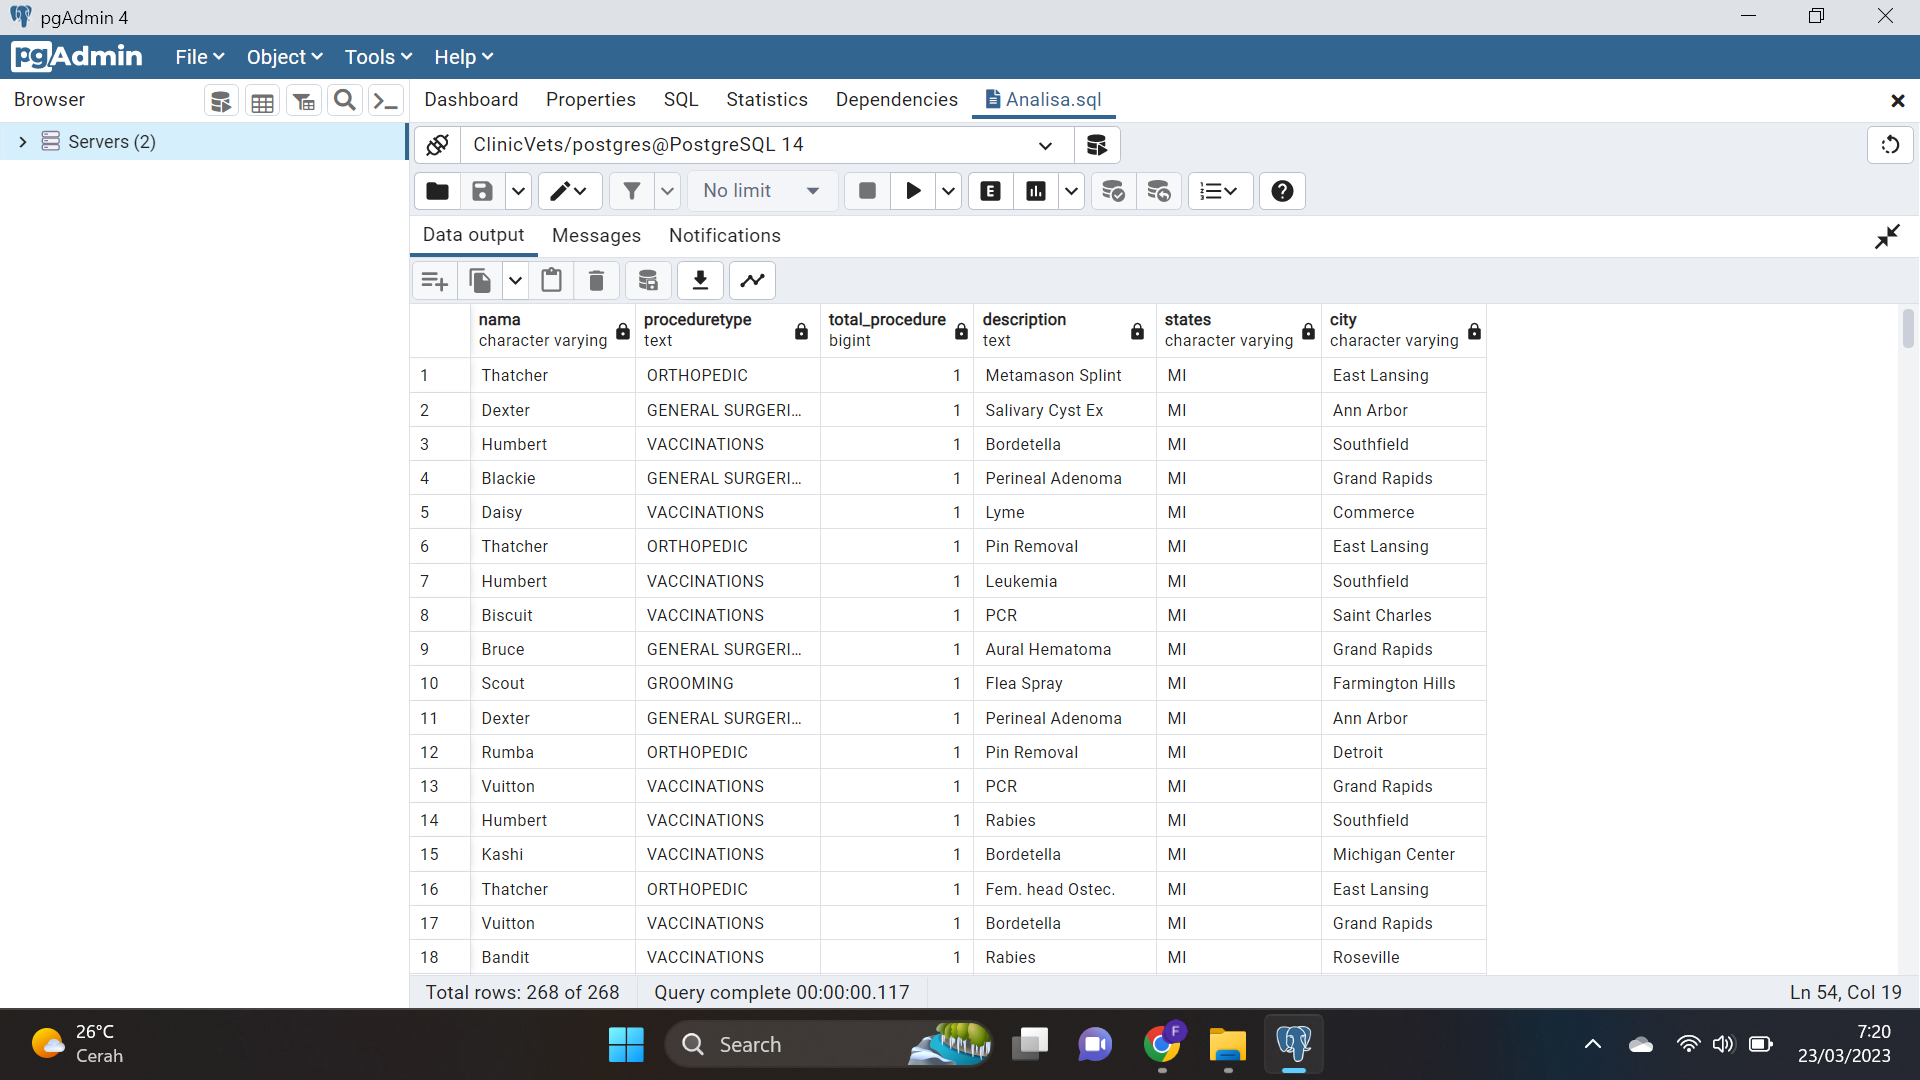 pgAdmin 4
pgAdmin File Object Tools Help
Browser Dashboard Properties SQL Statistics Dependencies Analisa.sql
Servers (2)
ClinicVets/postgres@PostgreSQL 14
No limit E
Data output Messages Notifications
nama proceduretype total_procedure description states city
character varying text bigint text character varying character varying
1 Thatcher ORTHOPEDIC 1 Metamason Splint MI East Lansing
2 Dexter GENERAL SURGERI... 1 Salivary Cyst Ex MI Ann Arbor
3 Humbert VACCINATIONS 1 Bordetella MI Southfield
4 Blackie GENERAL SURGERI... 1 Perineal Adenoma MI Grand Rapids
5 Daisy VACCINATIONS 1 Lyme MI Commerce
6 Thatcher ORTHOPEDIC 1 Pin Removal MI East Lansing
7 Humbert VACCINATIONS 1 Leukemia MI Southfield
8 Biscuit VACCINATIONS 1 PCR MI Saint Charles
9 Bruce GENERAL SURGERI... 1 Aural Hematoma MI Grand Rapids
10 Scout GROOMING 1 Flea Spray MI Farmington Hills
11 Dexter GENERAL SURGERI... 1 Perineal Adenoma MI Ann Arbor
12 Rumba ORTHOPEDIC 1 Pin Removal MI Detroit
13 Vuitton VACCINATIONS 1 PCR MI Grand Rapids
14 Humbert VACCINATIONS 1 Rabies MI Southfield
15 Kashi VACCINATIONS 1 Bordetella MI Michigan Center
16 Thatcher ORTHOPEDIC 1 Fem. head Ostec. MI East Lansing
17 Vuitton VACCINATIONS 1 Bordetella MI Grand Rapids
18 Bandit VACCINATIONS 1 Rabies MI Roseville
Total rows: 268 of 268 Query complete 00:00:00.117 Ln 54, Col 19
26°C
Cerah
Search
F
7:20
23/03/2023